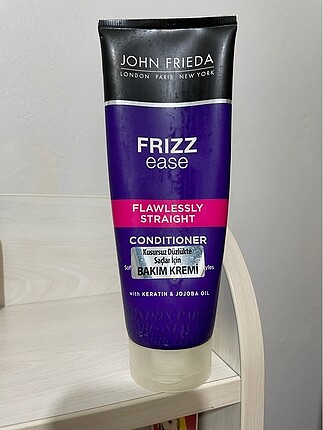 JOHN FRIEDA
LONDON PARIS NEW YORK
FRIZZ
ease
FLAWLESSLY
STRAIGHT
CONDITIONER
Kusursuz Düzlükte
Saçlar İçin
BAKIM KREMİ
with KERATIN & JOJOBA OIL